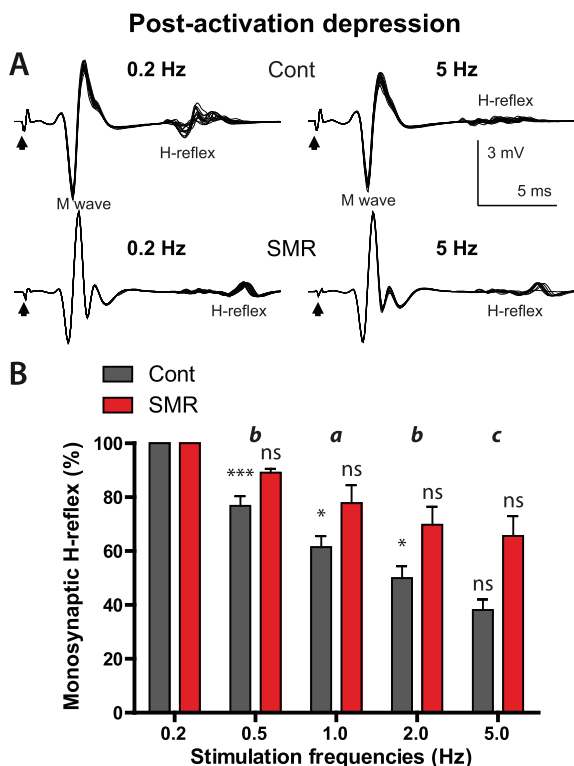 Post-activation depression
A
0.2 Hz Cont 5 Hz
H-reflex
H-reflex
3 mV
5 ms
M wave
M wave
0.2 Hz SMR 5 Hz
H-reflex
H-reflex
B
Cont
SMR
b a b c
*** ns * ns * ns ns ns
Monosynaptic H-reflex (%)
100
80
60
40
20
0
0.2 0.5 1.0 2.0 5.0
Stimulation frequencies (Hz)